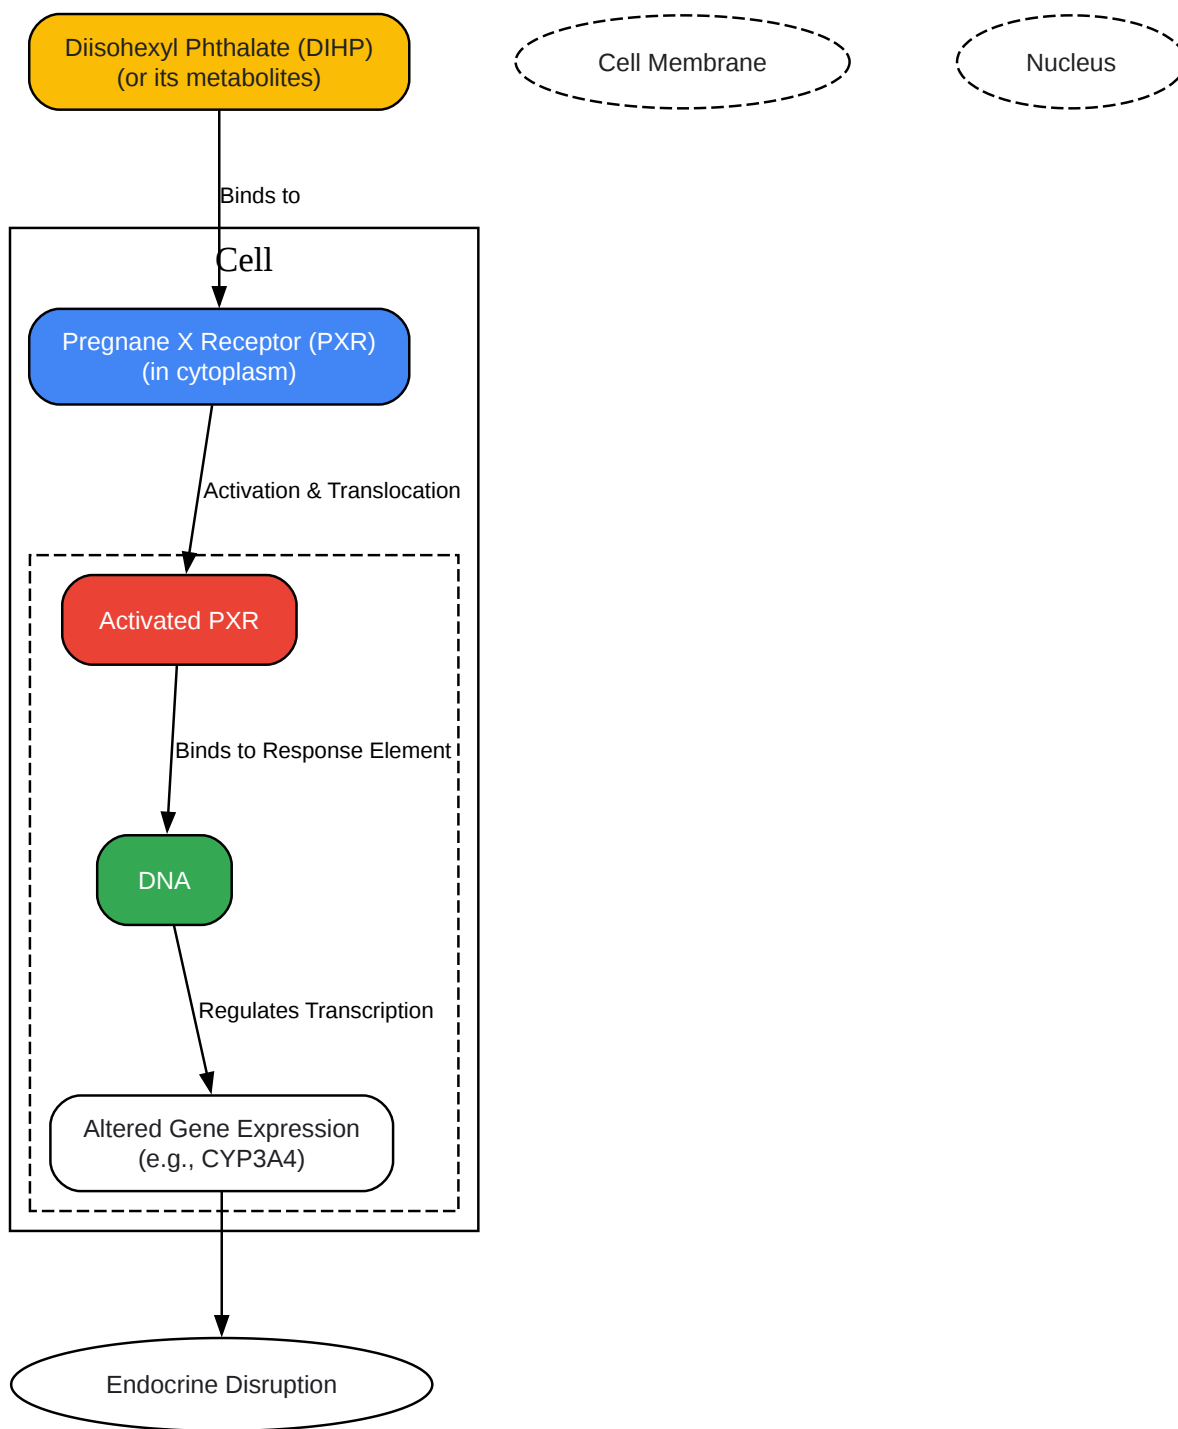 Diisohexyl Phthalate (DIHP)
(or its metabolites)
Cell Membrane
Nucleus
Binds to
Cell
Pregnane X Receptor (PXR)
(in cytoplasm)
Activation & Translocation
Activated PXR
Binds to Response Element
DNA
Regulates Transcription
Altered Gene Expression
(e.g., CYP3A4)
Endocrine Disruption